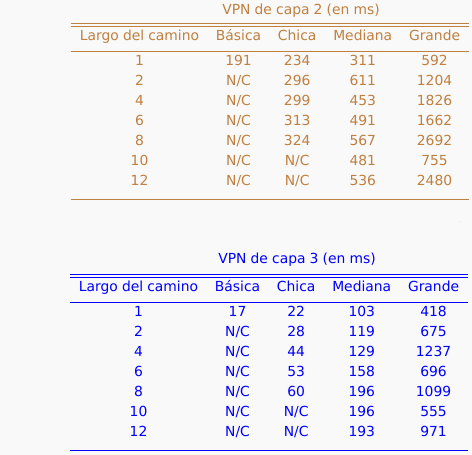 VPN de capa 2 (en ms)
Largo del camino Básica Chica Mediana Grande
1 191 234 311 592
2 N/C 296 611 1204
4 N/C 299 453 1826
6 N/C 313 491 1662
8 N/C 324 567 2692
10 N/C N/C 481 755
12 N/C N/C 536 2480
VPN de capa 3 (en ms)
Largo del camino Básica Chica Mediana Grande
1 17 22 103 418
2 N/C 28 119 675
4 N/C 44 129 1237
6 N/C 53 158 696
8 N/C 60 196 1099
10 N/C N/C 196 555
12 N/C N/C 193 971